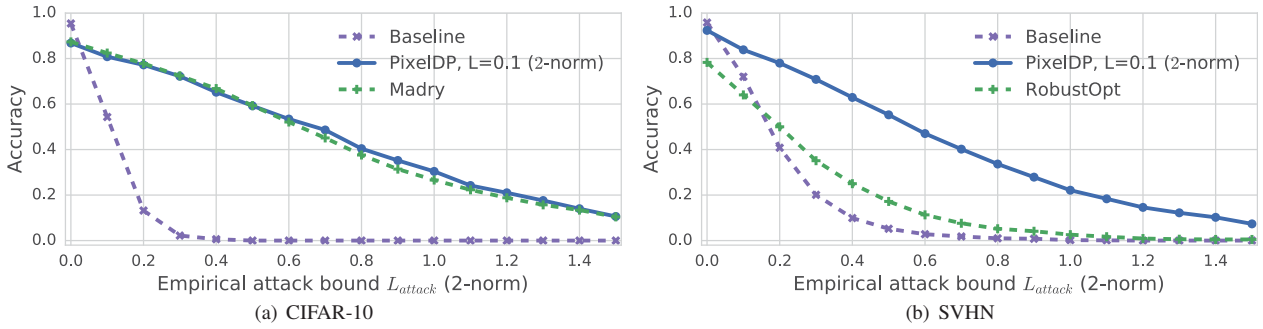 1.0
0.8
0.6
0.4
0.2
0.0
Accuracy
Baseline
PixelDP, L=0.1 (2-norm)
Madry
0.0 0.2 0.4 0.6 0.8 1.0 1.2 1.4
Empirical attack bound L_attack (2-norm)
(a) CIFAR-10
1.0
0.8
0.6
0.4
0.2
0.0
Accuracy
Baseline
PixelDP, L=0.1 (2-norm)
RobustOpt
0.0 0.2 0.4 0.6 0.8 1.0 1.2 1.4
Empirical attack bound L_attack (2-norm)
(b) SVHN